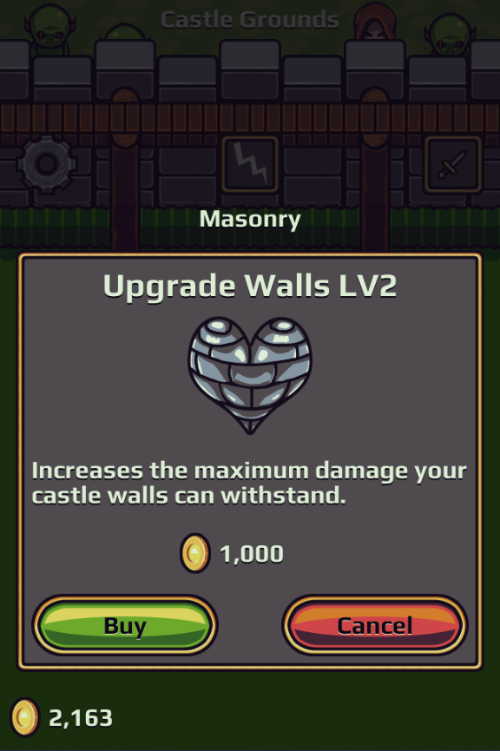 Castle Grounds
Masonry
Upgrade Walls LV2
Increases the maximum damage your
castle walls can withstand.
1,000
Buy
Cancel
2,163